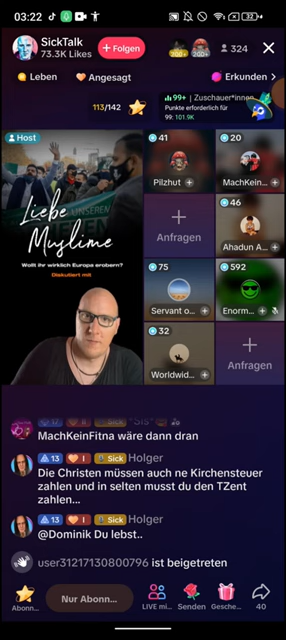 03:22
32
SickTalk
73.3K Likes
+ Folgen
200
202
324
Leben
Angesagt
Erkunden >
113/142
99+ | Zuschauer*innen
Punkte erforderlich für
99: 101.9K
Host
Liebe
UNSEREN
Muslime
Wollt ihr wirklich Europa erobern?
Diskutiert mit
41
Pilzhut
20
MachKein...
Anfragen
46
Ahadun A...
75
Servant o...
592
Enorm...
32
Worldwid...
Anfragen
MachKeinFitna wäre dann dran
13 I Sick Holger
Die Christen müssen auch ne Kirchensteuer
zahlen und in selten musst du den TZent
zahlen...
13 I Sick Holger
@Dominik Du lebst..
user31217130800796 ist beigetreten
Nur Abonn...
Abonn...
LIVE mi...
Senden
Gesche...
40